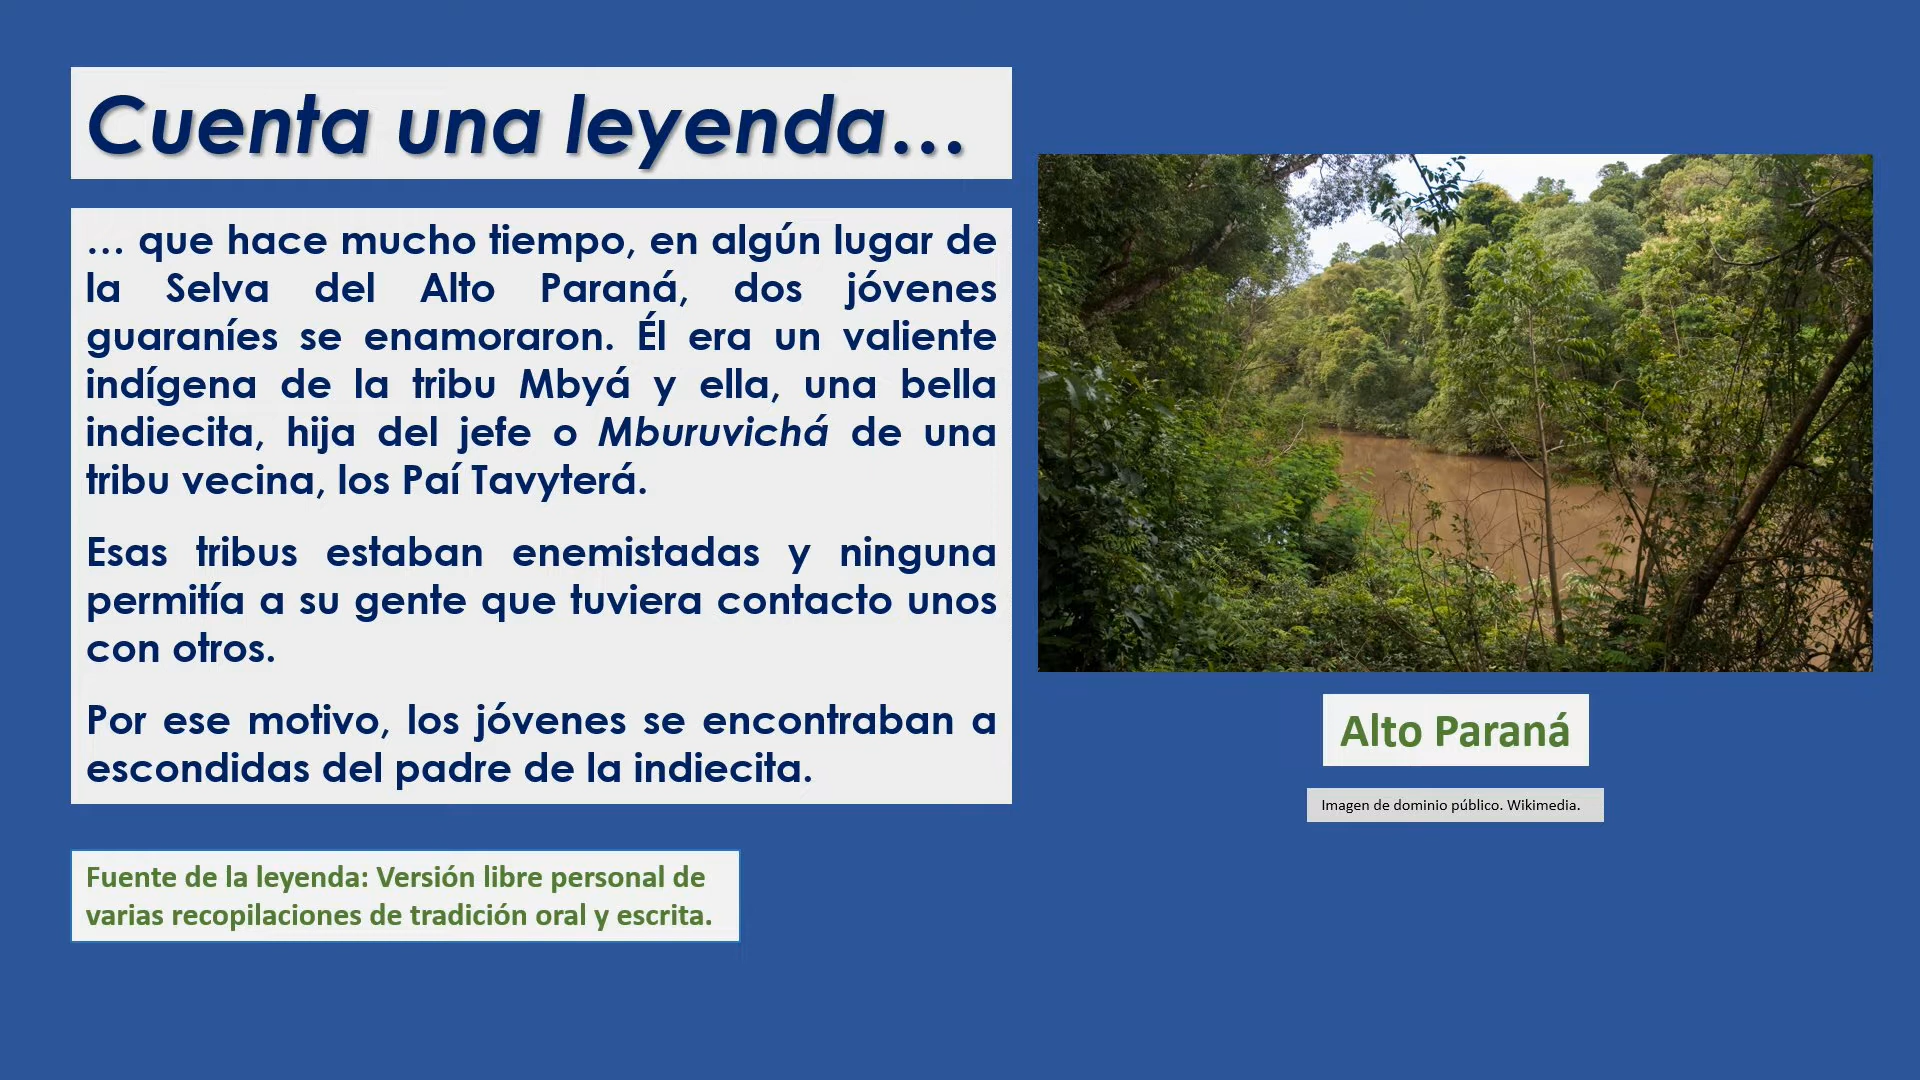 Cuenta una leyenda...
... que hace mucho tiempo, en algún lugar de
la Selva del Alto Paraná, dos jóvenes
guaraníes se enamoraron. Él era un valiente
indígena de la tribu Mbyá y ella, una bella
indiecita, hija del jefe o Mburuvichá de una
tribu vecina, los Paí Tavyterá.
Esas tribus estaban enemistadas y ninguna
permitía a su gente que tuviera contacto unos
con otros.
Por ese motivo, los jóvenes se encontraban a
escondidas del padre de la indiecita.
Fuente de la leyenda: Versión libre personal de
varias recopilaciones de tradición oral y escrita.
Alto Paraná
Imagen de dominio público. Wikimedia.